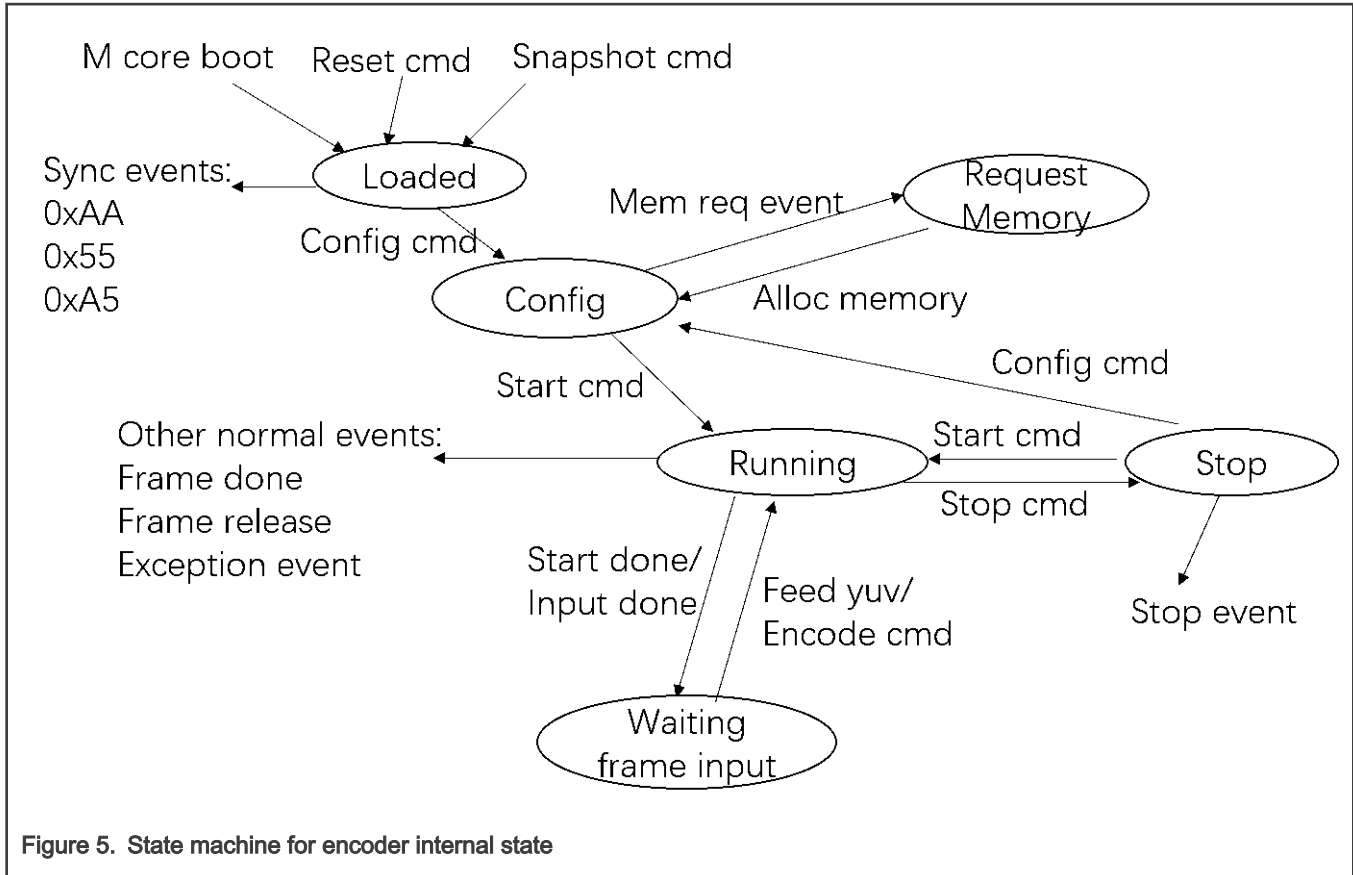 M core boot
Reset cmd
Snapshot cmd
Sync events:
0xAA
0x55
0xA5
Loaded
Config cmd
Mem req event
Request
Memory
Config
Alloc memory
Config cmd
Start cmd
Other normal events:
Frame done
Frame release
Exception event
Running
Start cmd
Stop cmd
Stop
Start done/
Input done
Feed yuv/
Encode cmd
Stop event
Waiting
frame input
Figure 5. State machine for encoder internal state